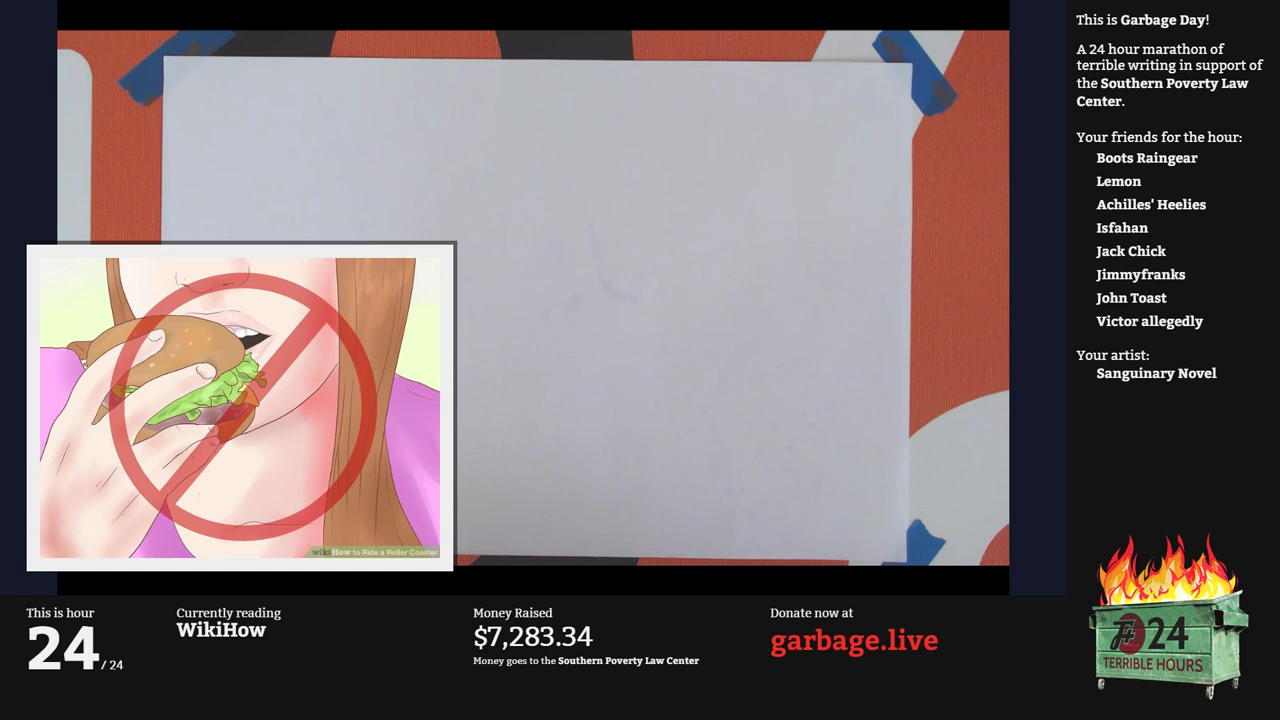 This is Garbage Day!
A 24 hour marathon of
terrible writing in support of
the Southern Poverty Law
Center.
Your friends for the hour:
Boots Raingear
Lemon
Achilles' Heelies
Isfahan
Jack Chick
Jimmyfranks
John Toast
Victor allegedly
Your artist:
Sanguinary Novel
wikiHow to Ride a Roller Coaster
This is hour
24/ 24
Currently reading
WikiHow
Money Raised
$7,283.34
Money goes to the Southern Poverty Law Center
Donate now at
garbage.live
24
TERRIBLE HOURS